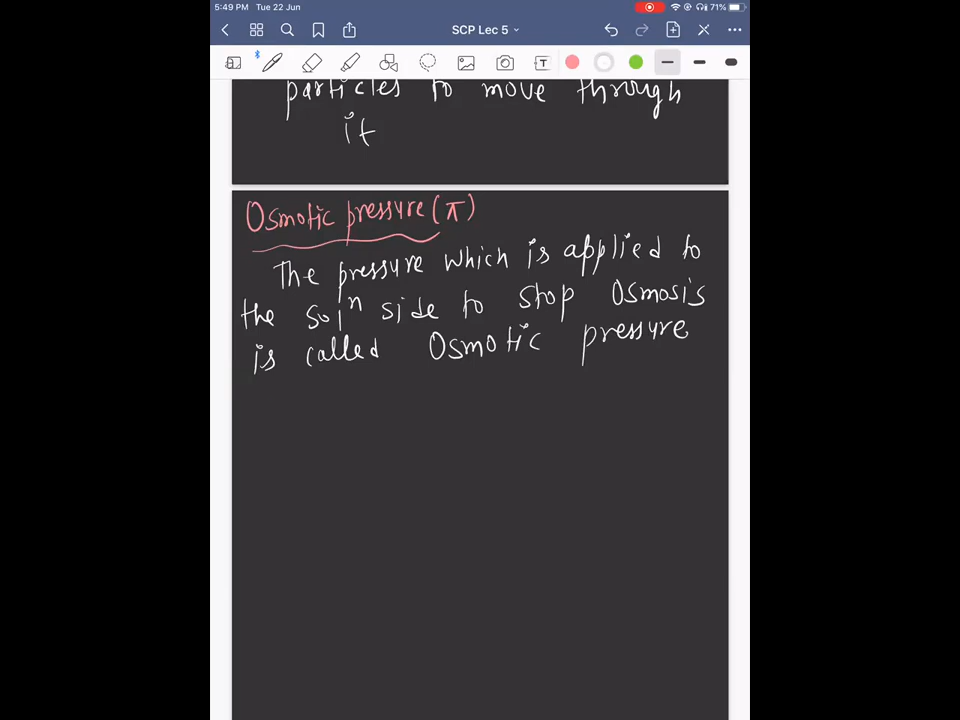 5:49 PM Tue 22 Jun
71%
SCP Lec 5
T
particles to move through
it
Osmotic pressure (π)
The pressure which is applied to
the solⁿ side to stop Osmosis
is called Osmotic pressure